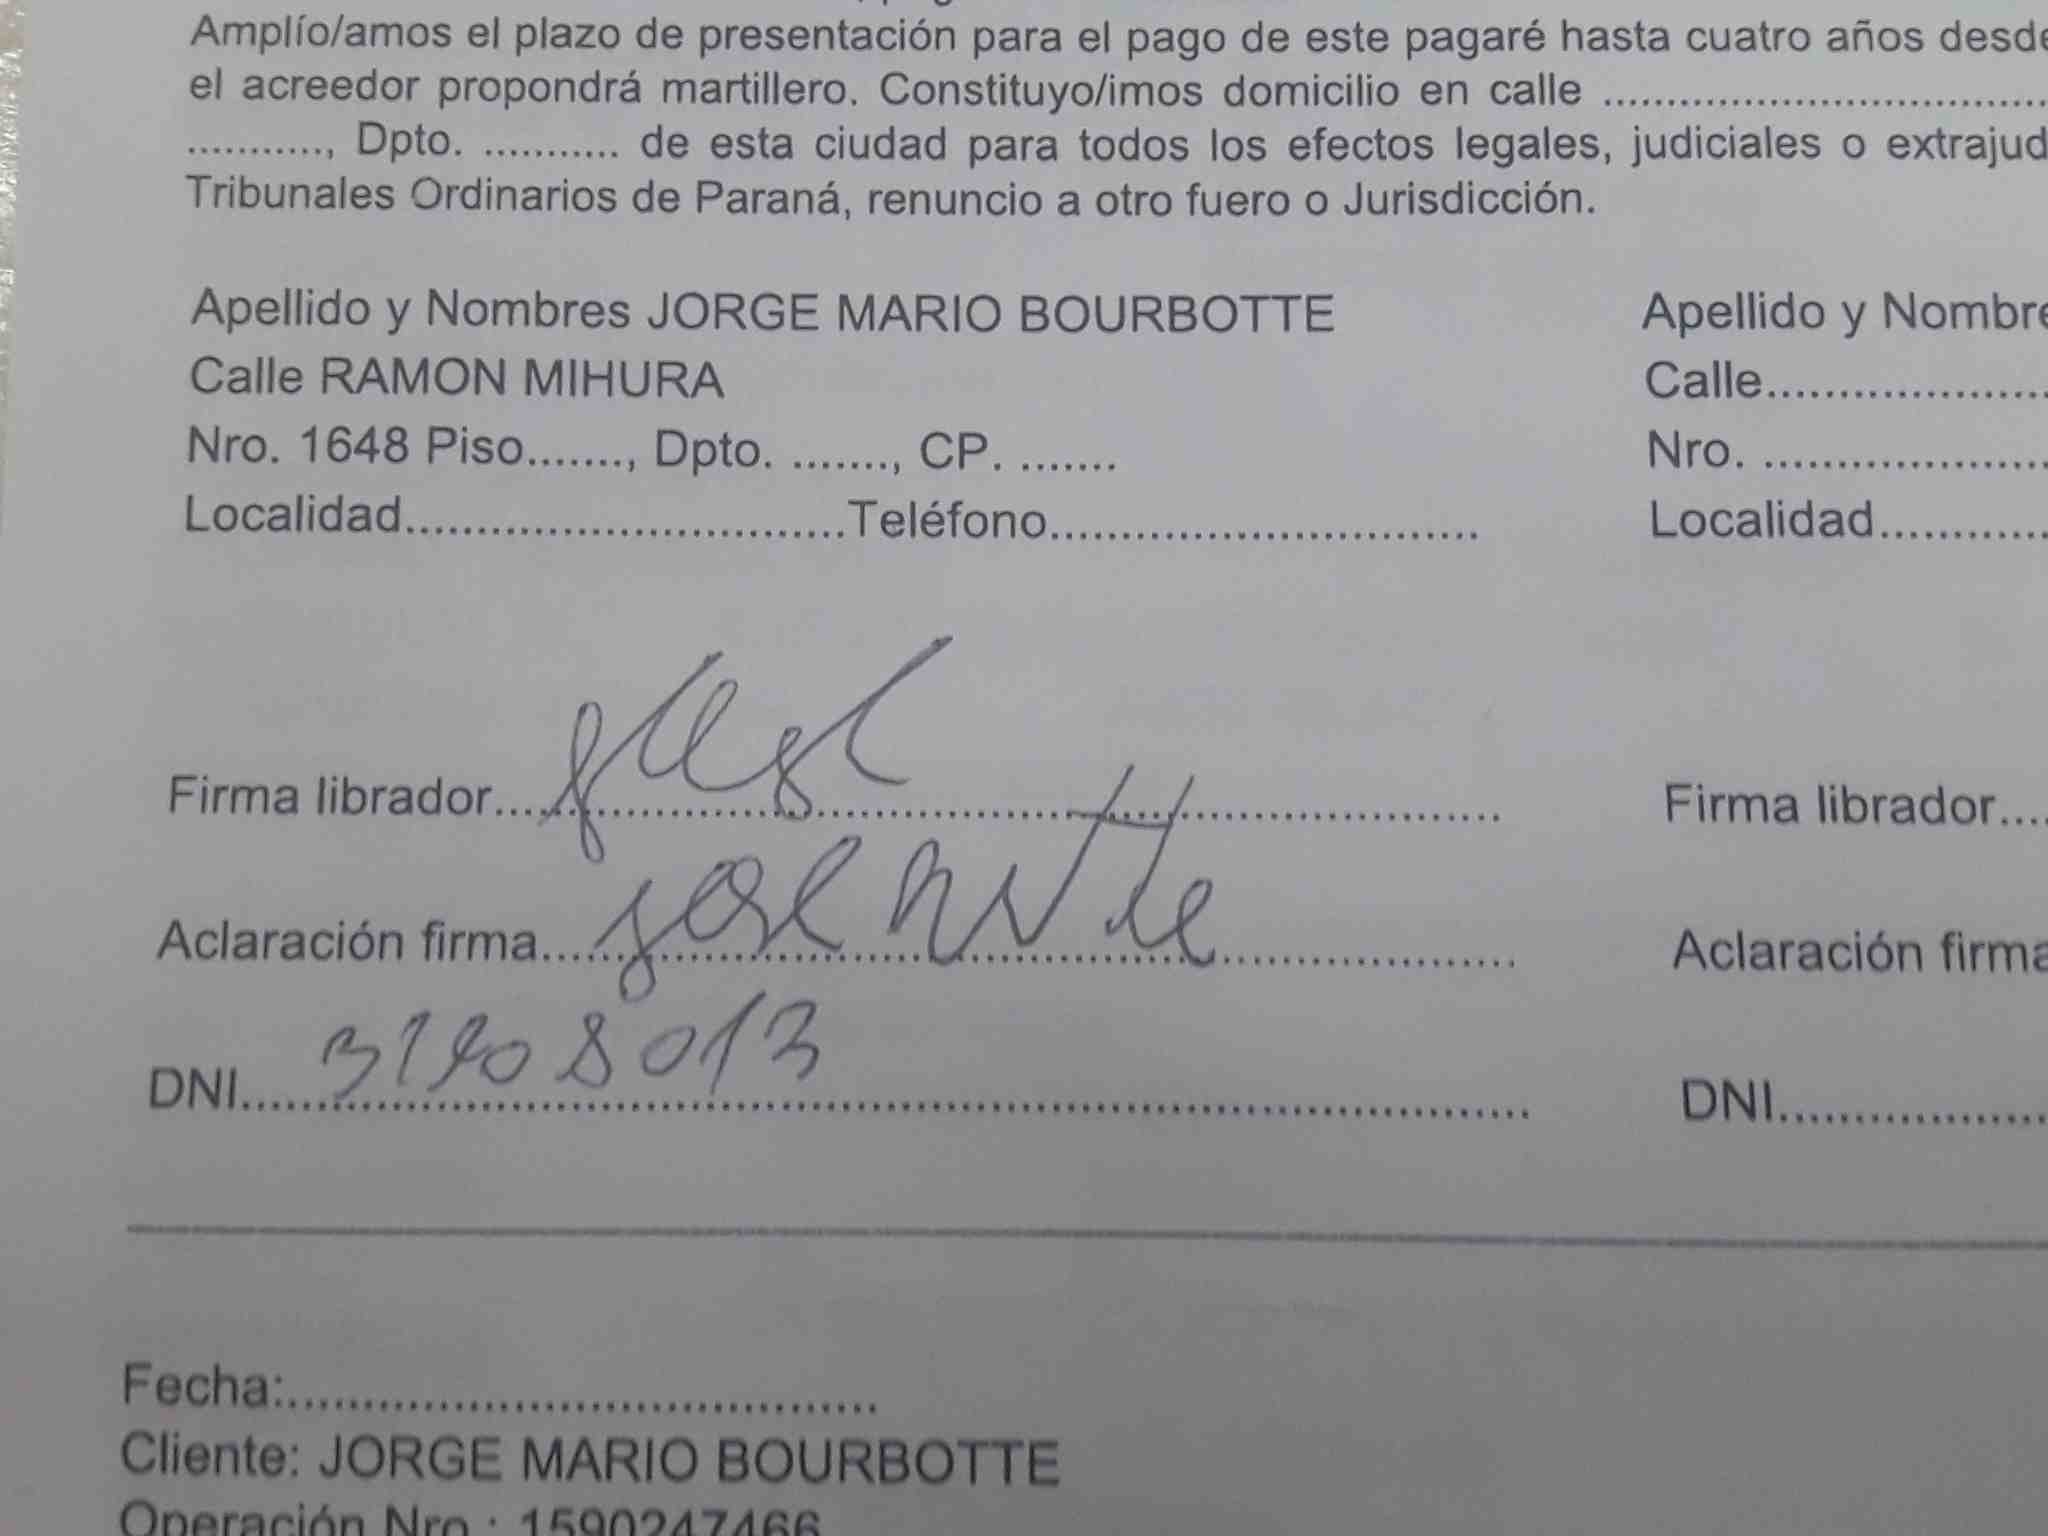 Amplío/amos el plazo de presentación para el pago de este pagaré hasta cuatro años desde
el acreedor propondrá martillero. Constituyo/imos domicilio en calle ..................................
..........., Dpto. ........... de esta ciudad para todos los efectos legales, judiciales o extrajud
Tribunales Ordinarios de Paraná, renuncio a otro fuero o Jurisdicción.
Apellido y Nombres JORGE MARIO BOURBOTTE
Calle RAMON MIHURA
Nro. 1648 Piso......., Dpto. ......., CP. .......
Localidad...............................Teléfono..............................
Apellido y Nombre
Calle....................
Nro. ....................
Localidad............
Firma librador......................................................................
Aclaración firma....................................................................
DNI..........................................................................................
Firma librador....
Aclaración firma
DNI...................
Fecha:.........................................
Cliente: JORGE MARIO BOURBOTTE
Operación Nro.: 1590247466